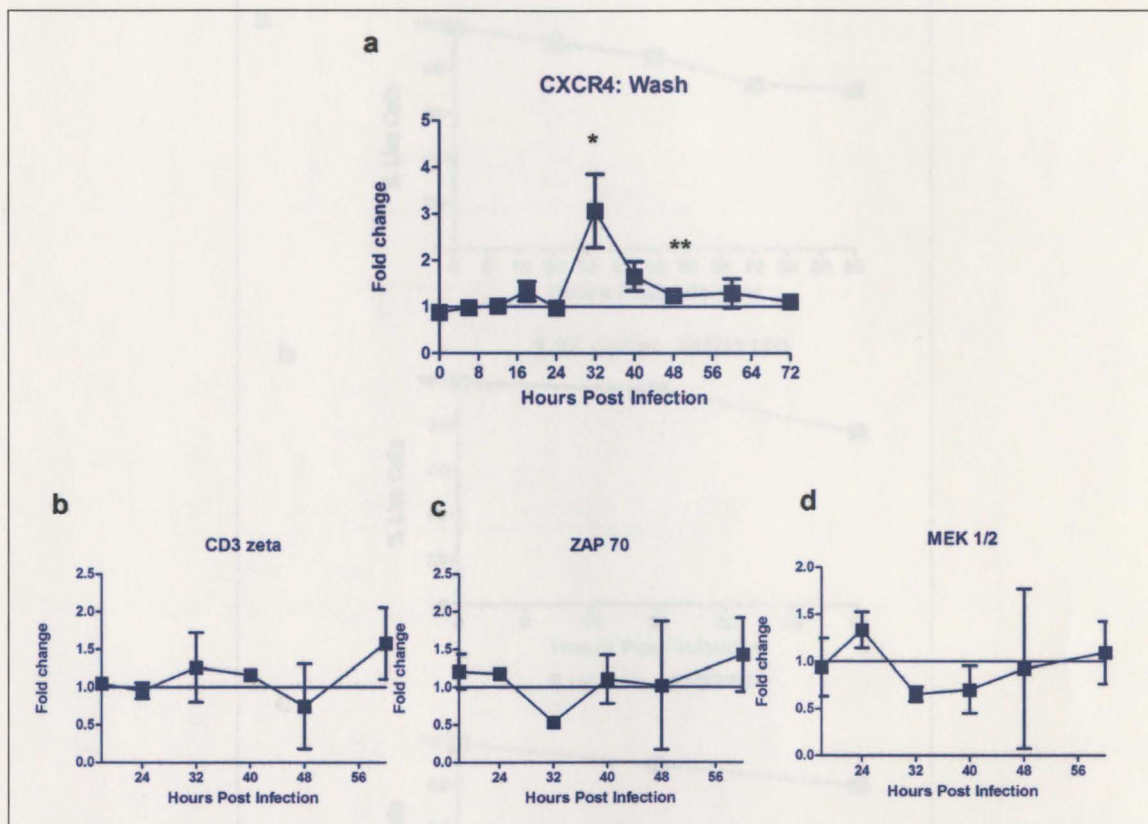 a
CXCR4: Wash
Fold change
5
4
3
2
1
0
*
**
0 8 16 24 32 40 48 56 64 72
Hours Post Infection
b
CD3 zeta
Fold change
2.5
2.0
1.5
1.0
0.5
0.0
24 32 40 48 56
Hours Post Infection
c
ZAP 70
Fold change
2.5
2.0
1.5
1.0
0.5
0.0
24 32 40 48 56
Hours Post Infection
d
MEK 1/2
Fold change
2.0
1.5
1.0
0.5
0.0
24 32 40 48 56
Hours Post Infection
% Live Cells
% Live Cells